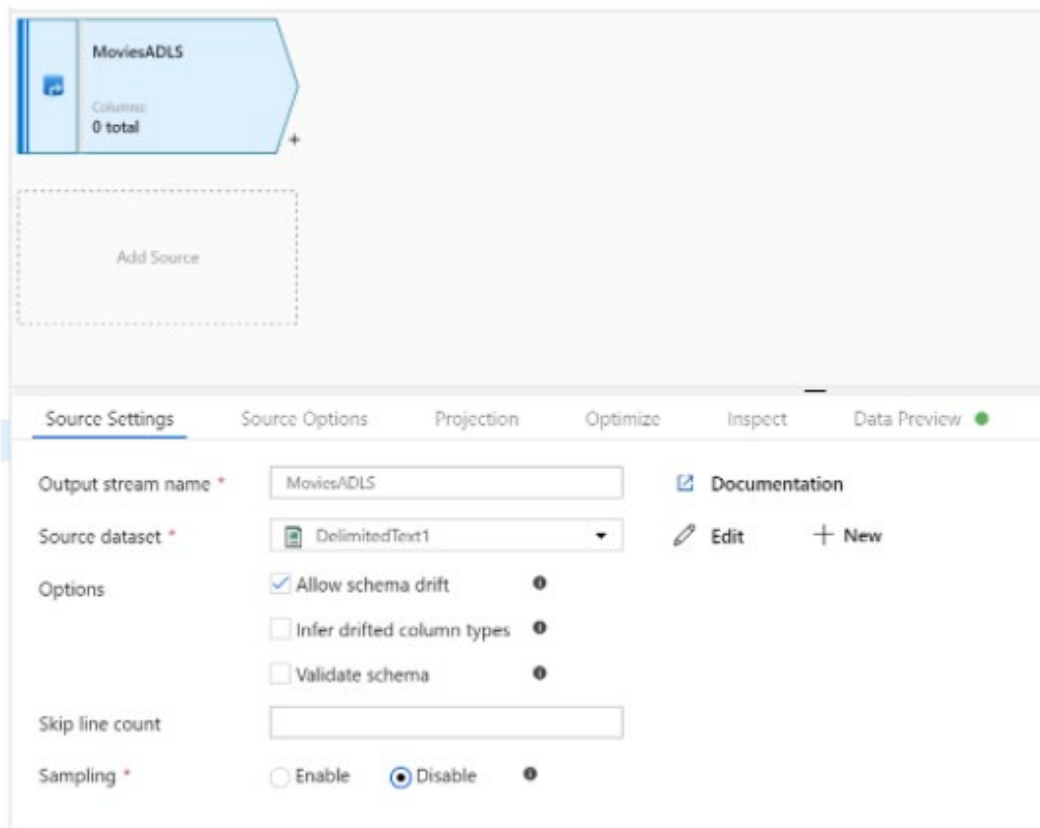 MoviesADLS
Columns:
0 total
+
Add Source
Source Settings Source Options Projection Optimize Inspect Data Preview
Output stream name * MoviesADLS Documentation
Source dataset * DelimitedText1 Edit + New
Options Allow schema drift
Infer drifted column types
Validate schema
Skip line count
Sampling * Enable Disable